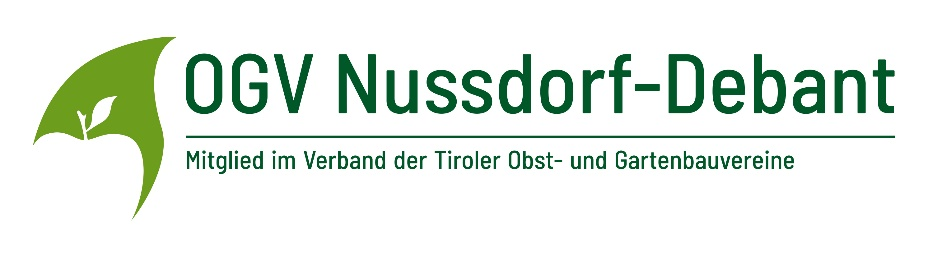 OGV Nussdorf-Debant
Mitglied im Verband der Tiroler Obst- und Gartenbauvereine